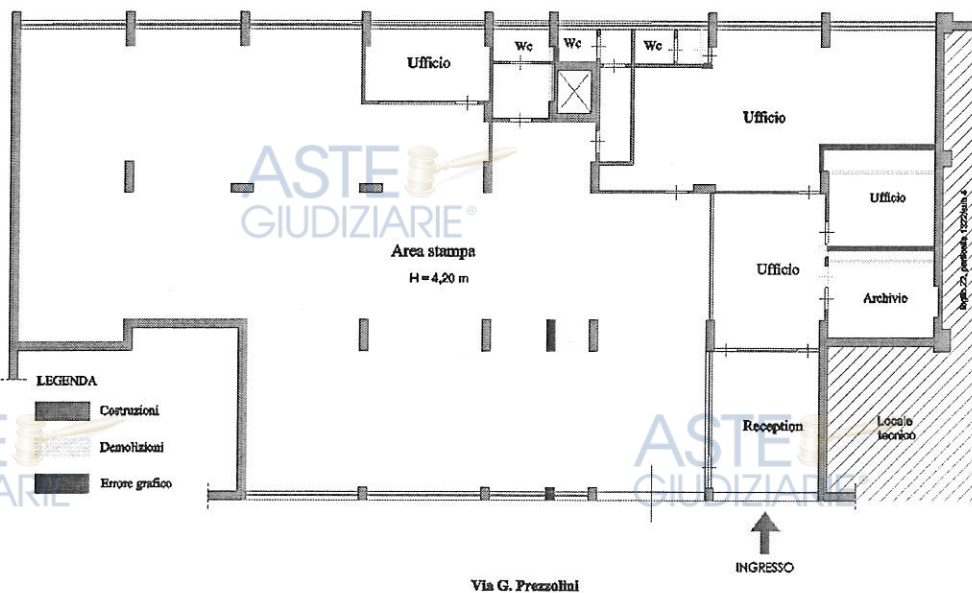 Wc
Wc
Wc
Ufficio
Ufficio
ASTE
GIUDIZIARIE®
Ufficio
Area stampa
H = 4,20 m
Ufficio
Archivio
LEGENDA
Costruzioni
Demolizioni
Errore grafico
Reception
Locale
tecnico
ASTE
GIUDIZIARIE®
E
ARIE
INGRESSO
Via G. Prezzolini